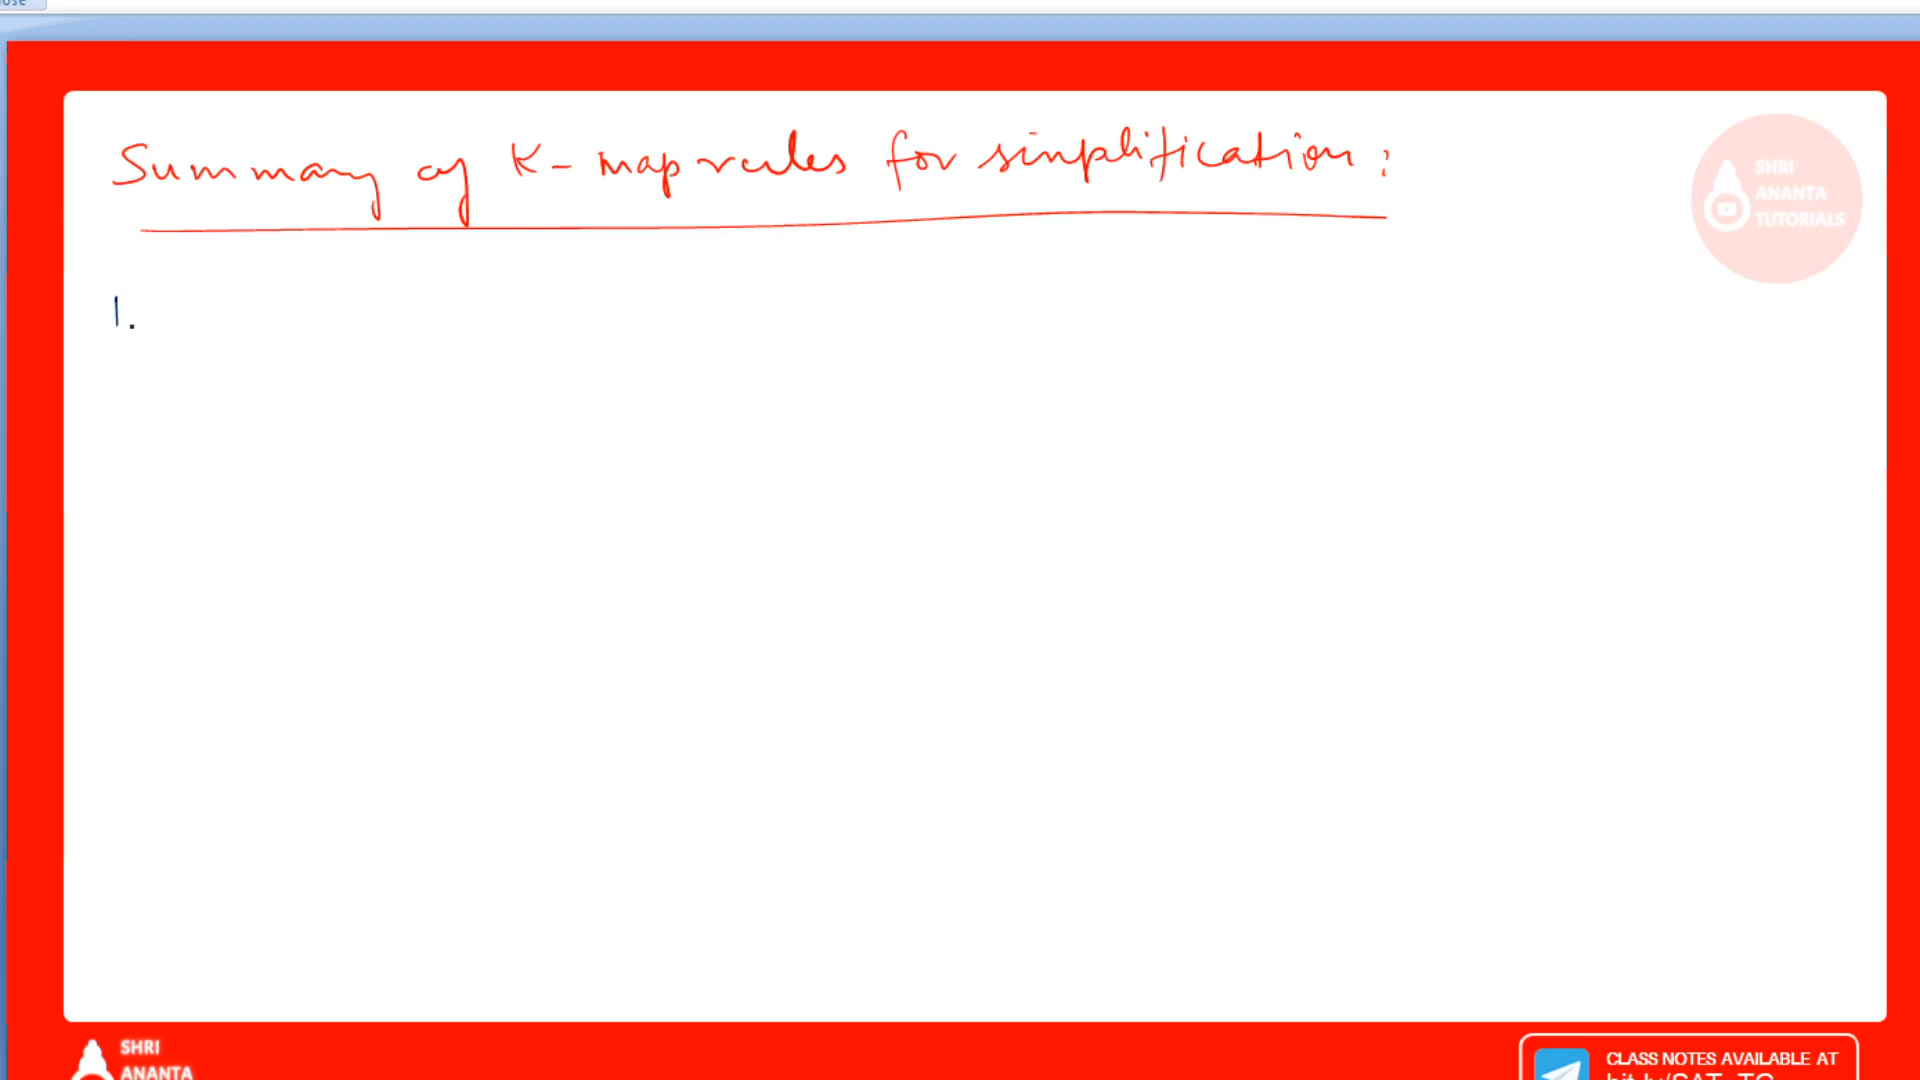 Summary of K-map rules for simplification:
SHRI
ANANTA
TUTORIALS
1.
SHRI
ANANTA
CLASS NOTES AVAILABLE AT